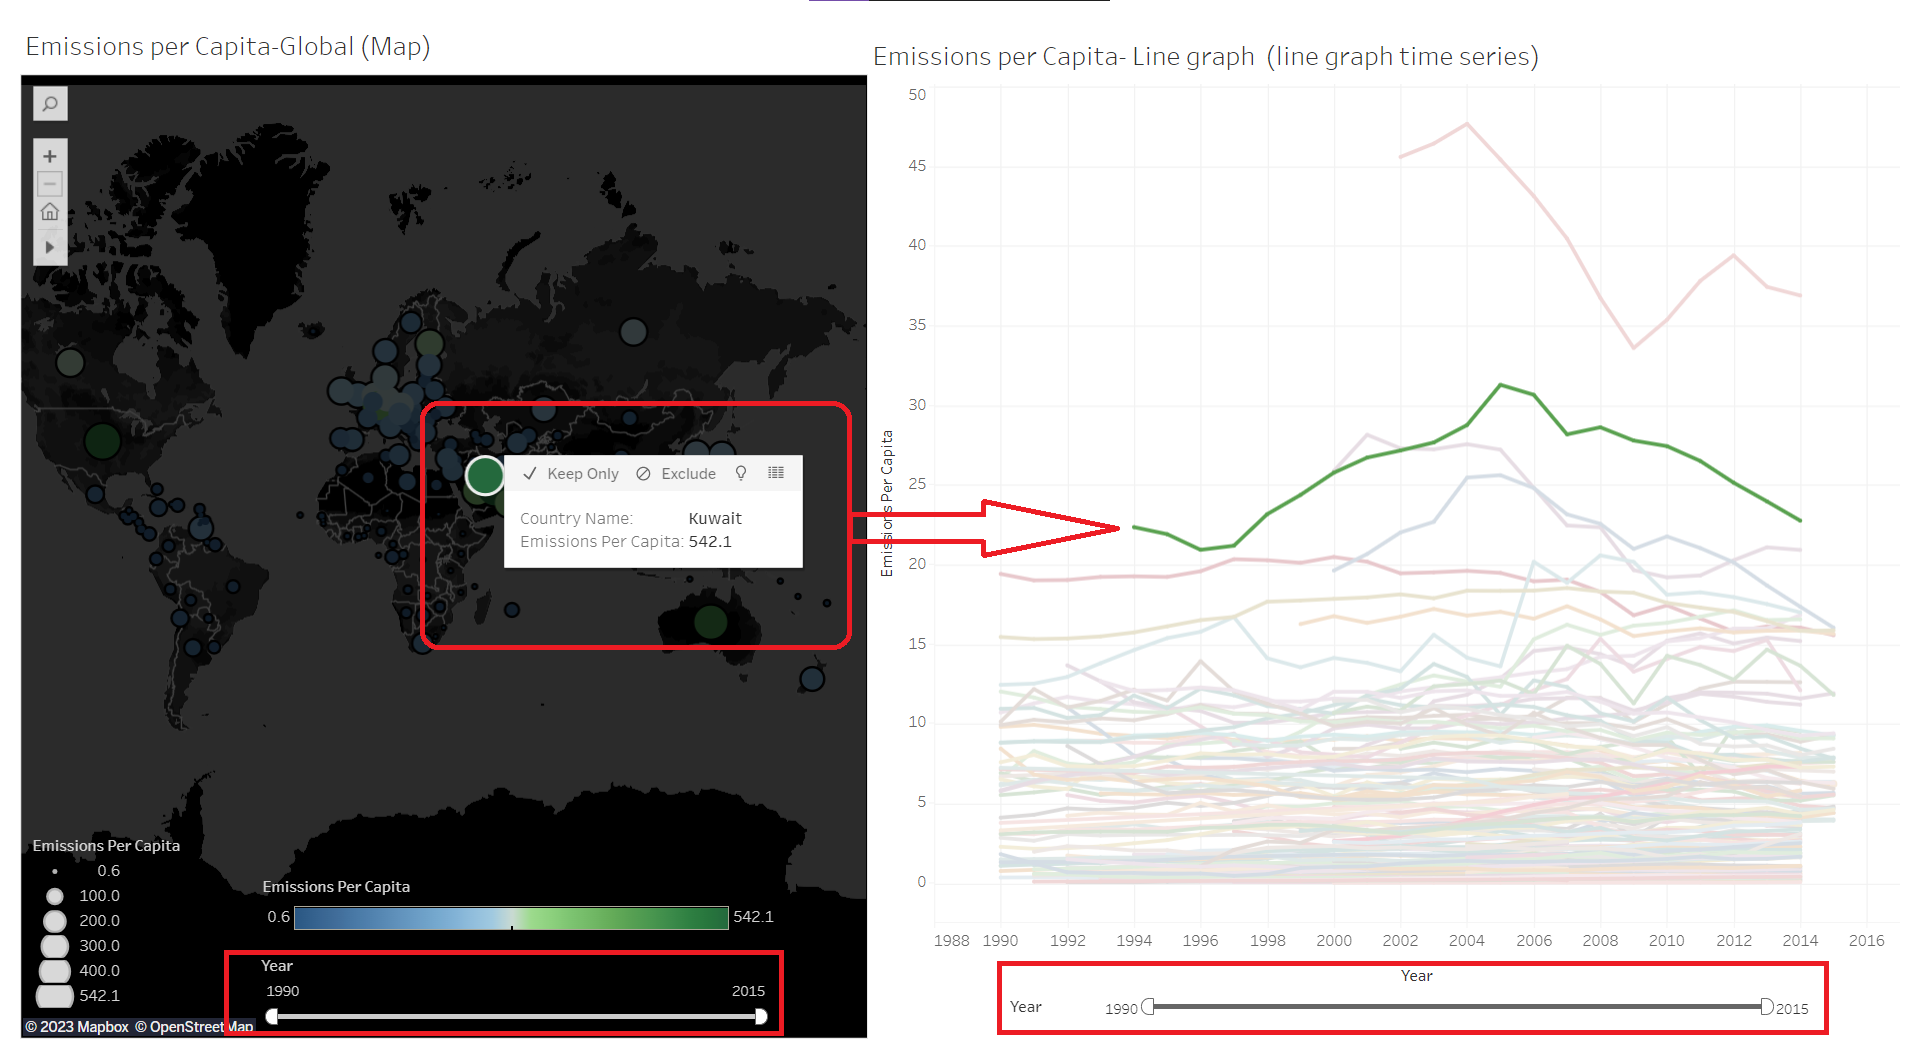 Emissions per Capita-Global (Map)
Emissions per Capita- Line graph (line graph time series)
Keep Only Exclude
Country Name: Kuwait
Emissions Per Capita: 542.1
Emissions Per Capita
0.6
100.0
200.0
300.0
400.0
542.1
Emissions Per Capita
0.6 542.1
Year
1990 2015
© 2023 Mapbox © OpenStreetMap
Emissions Per Capita
50
45
40
35
30
25
20
15
10
5
0
1988 1990 1992 1994 1996 1998 2000 2002 2004 2006 2008 2010 2012 2014 2016
Year
Year 1990 2015